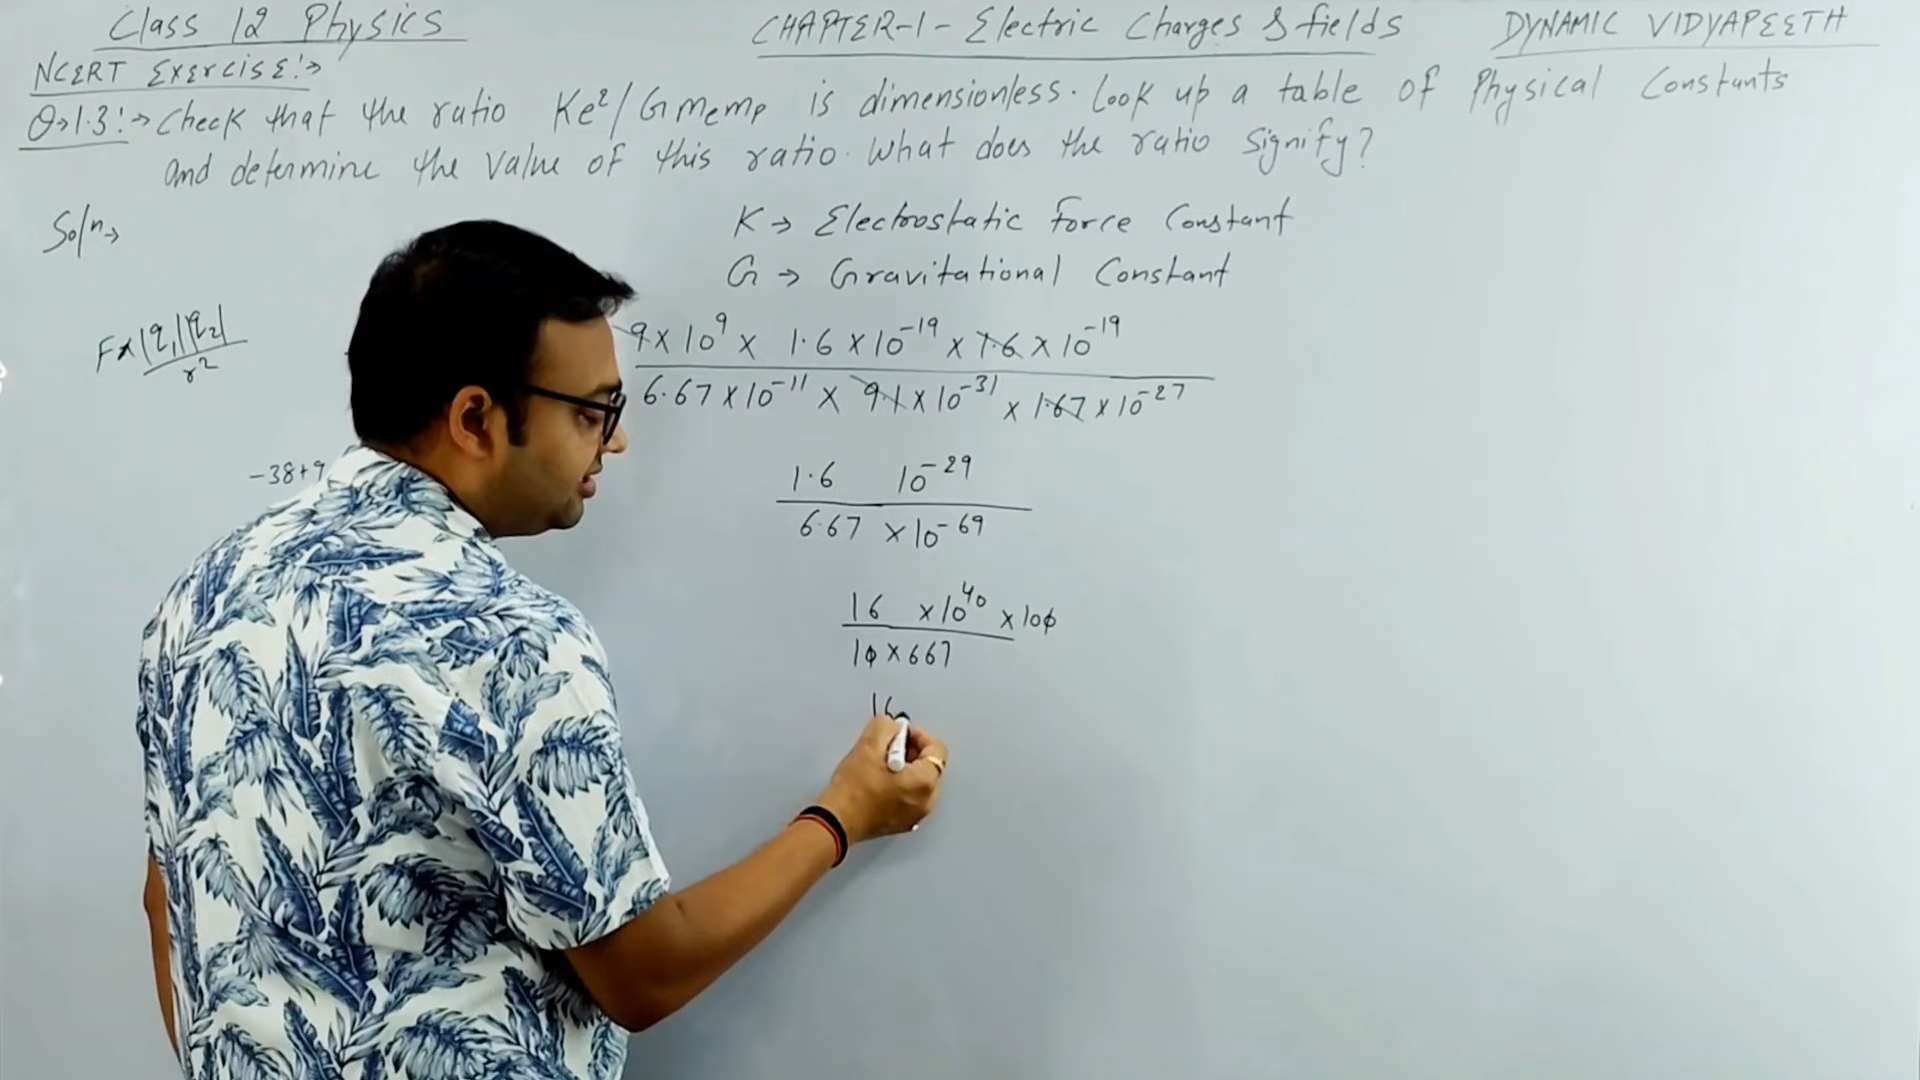 Class 12 Physics
CHAPTER-1 - Electric Charges & fields
DYNAMIC VIDYAPEETH
NCERT Exercise:→
Q→1.3:→ Check that the ratio Ke²/Gmemp is dimensionless. Look up a table of Physical Constants
and determine the value of this ratio. What does the ratio signify?
Solⁿ→
K → Electrostatic Force Constant
G → Gravitational Constant
F ∝ |q₁||q₂|
r²
9 × 10⁹ × 1.6 × 10⁻¹⁹ × 1.6 × 10⁻¹⁹
6.67 × 10⁻¹¹ × 9.1 × 10⁻³¹ × 1.67 × 10⁻²⁷
-38+9
1.6 10⁻²⁹
6.67 × 10⁻⁶⁹
16 × 10⁴⁰ × 100
10 × 667
16